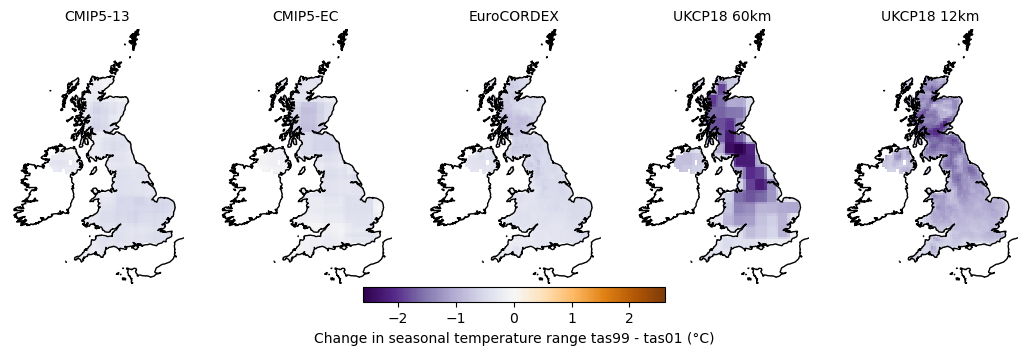 CMIP5-13 CMIP5-EC EuroCORDEX UKCP18 60km UKCP18 12km
−2 −1 0 1 2
Change in seasonal temperature range tas99 - tas01 (°C)